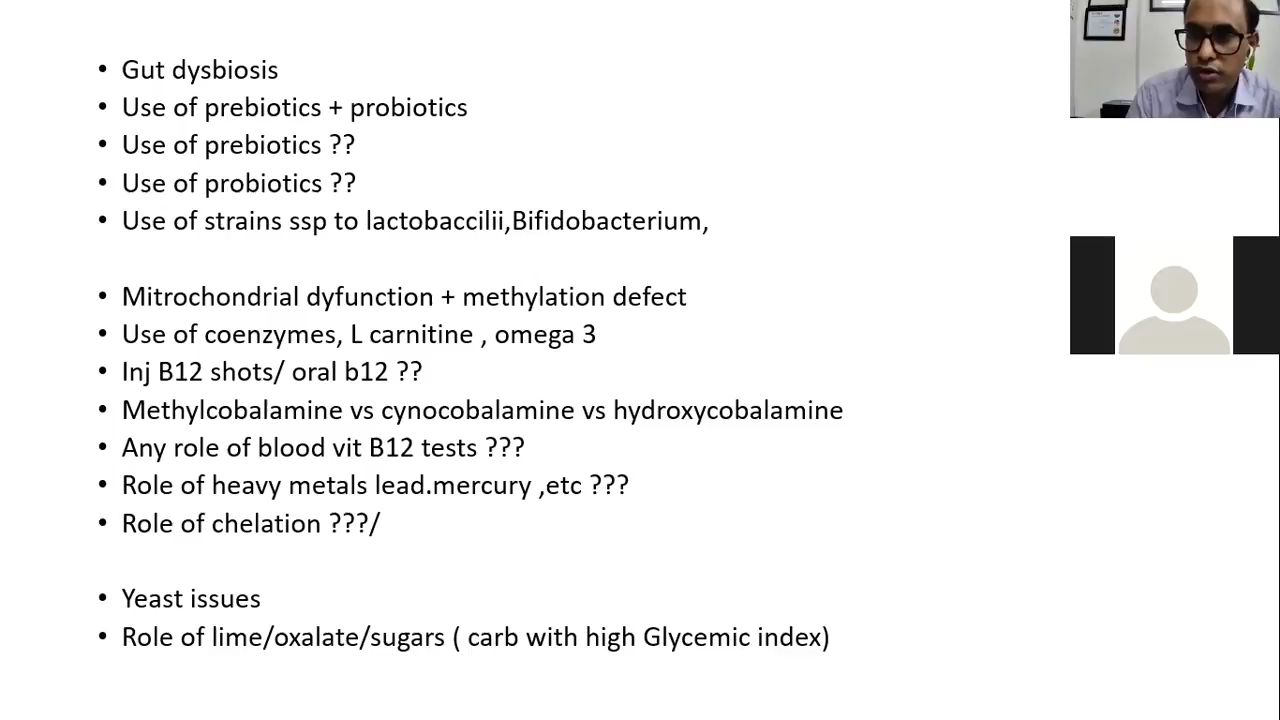 • Gut dysbiosis
• Use of prebiotics + probiotics
• Use of prebiotics ??
• Use of probiotics ??
• Use of strains ssp to lactobaccilii,Bifidobacterium,
• Mitrochondrial dyfunction + methylation defect
• Use of coenzymes, L carnitine , omega 3
• Inj B12 shots/ oral b12 ??
• Methylcobalamine vs cynocobalamine vs hydroxycobalamine
• Any role of blood vit B12 tests ???
• Role of heavy metals lead.mercury ,etc ???
• Role of chelation ???/
• Yeast issues
• Role of lime/oxalate/sugars ( carb with high Glycemic index)